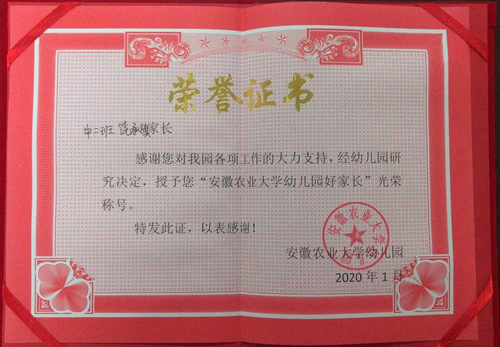 荣誉证书
中二班 家长
感谢您对我园各项工作的大力支持，经幼儿园研
究决定，授予您“安徽农业大学幼儿园好家长”光荣
称号。
特发此证，以表感谢！
安徽农业大学幼儿园
2020年1月